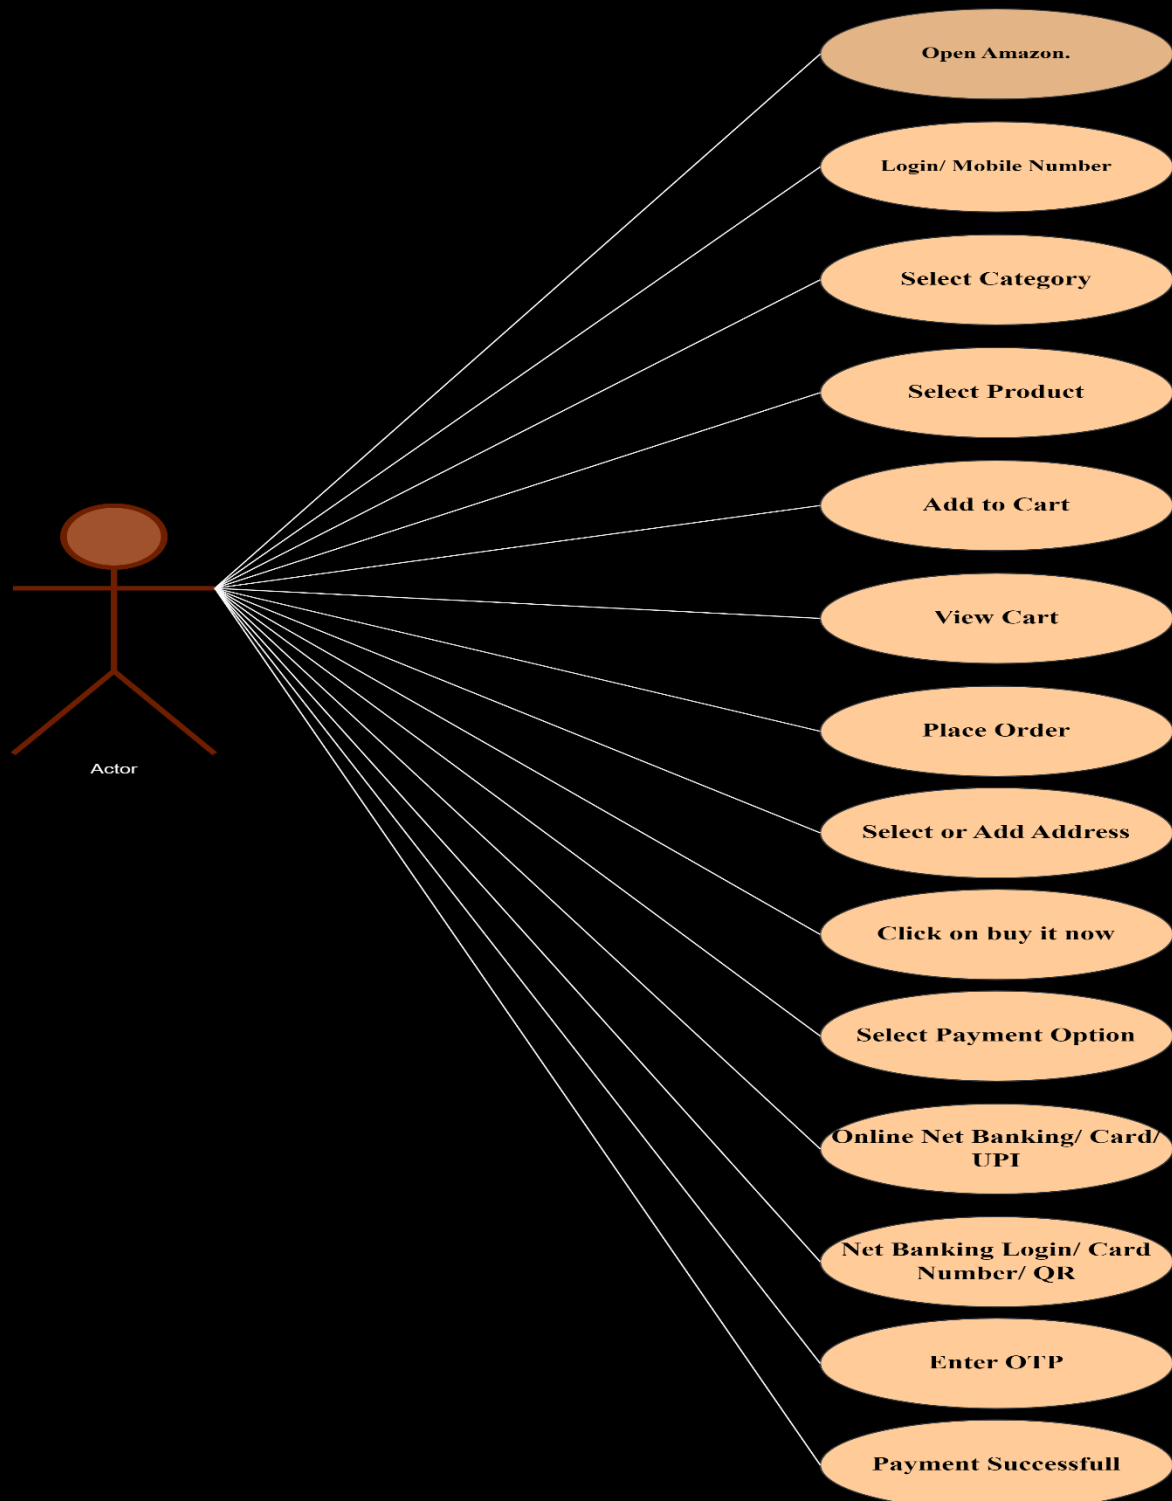 Open Amazon.
Login/ Mobile Number
Select Category
Select Product
Add to Cart
View Cart
Place Order
Actor
Select or Add Address
Click on buy it now
Select Payment Option
Online Net Banking/ Card/
UPI
Net Banking Login/ Card
Number/ QR
Enter OTP
Payment Successfull